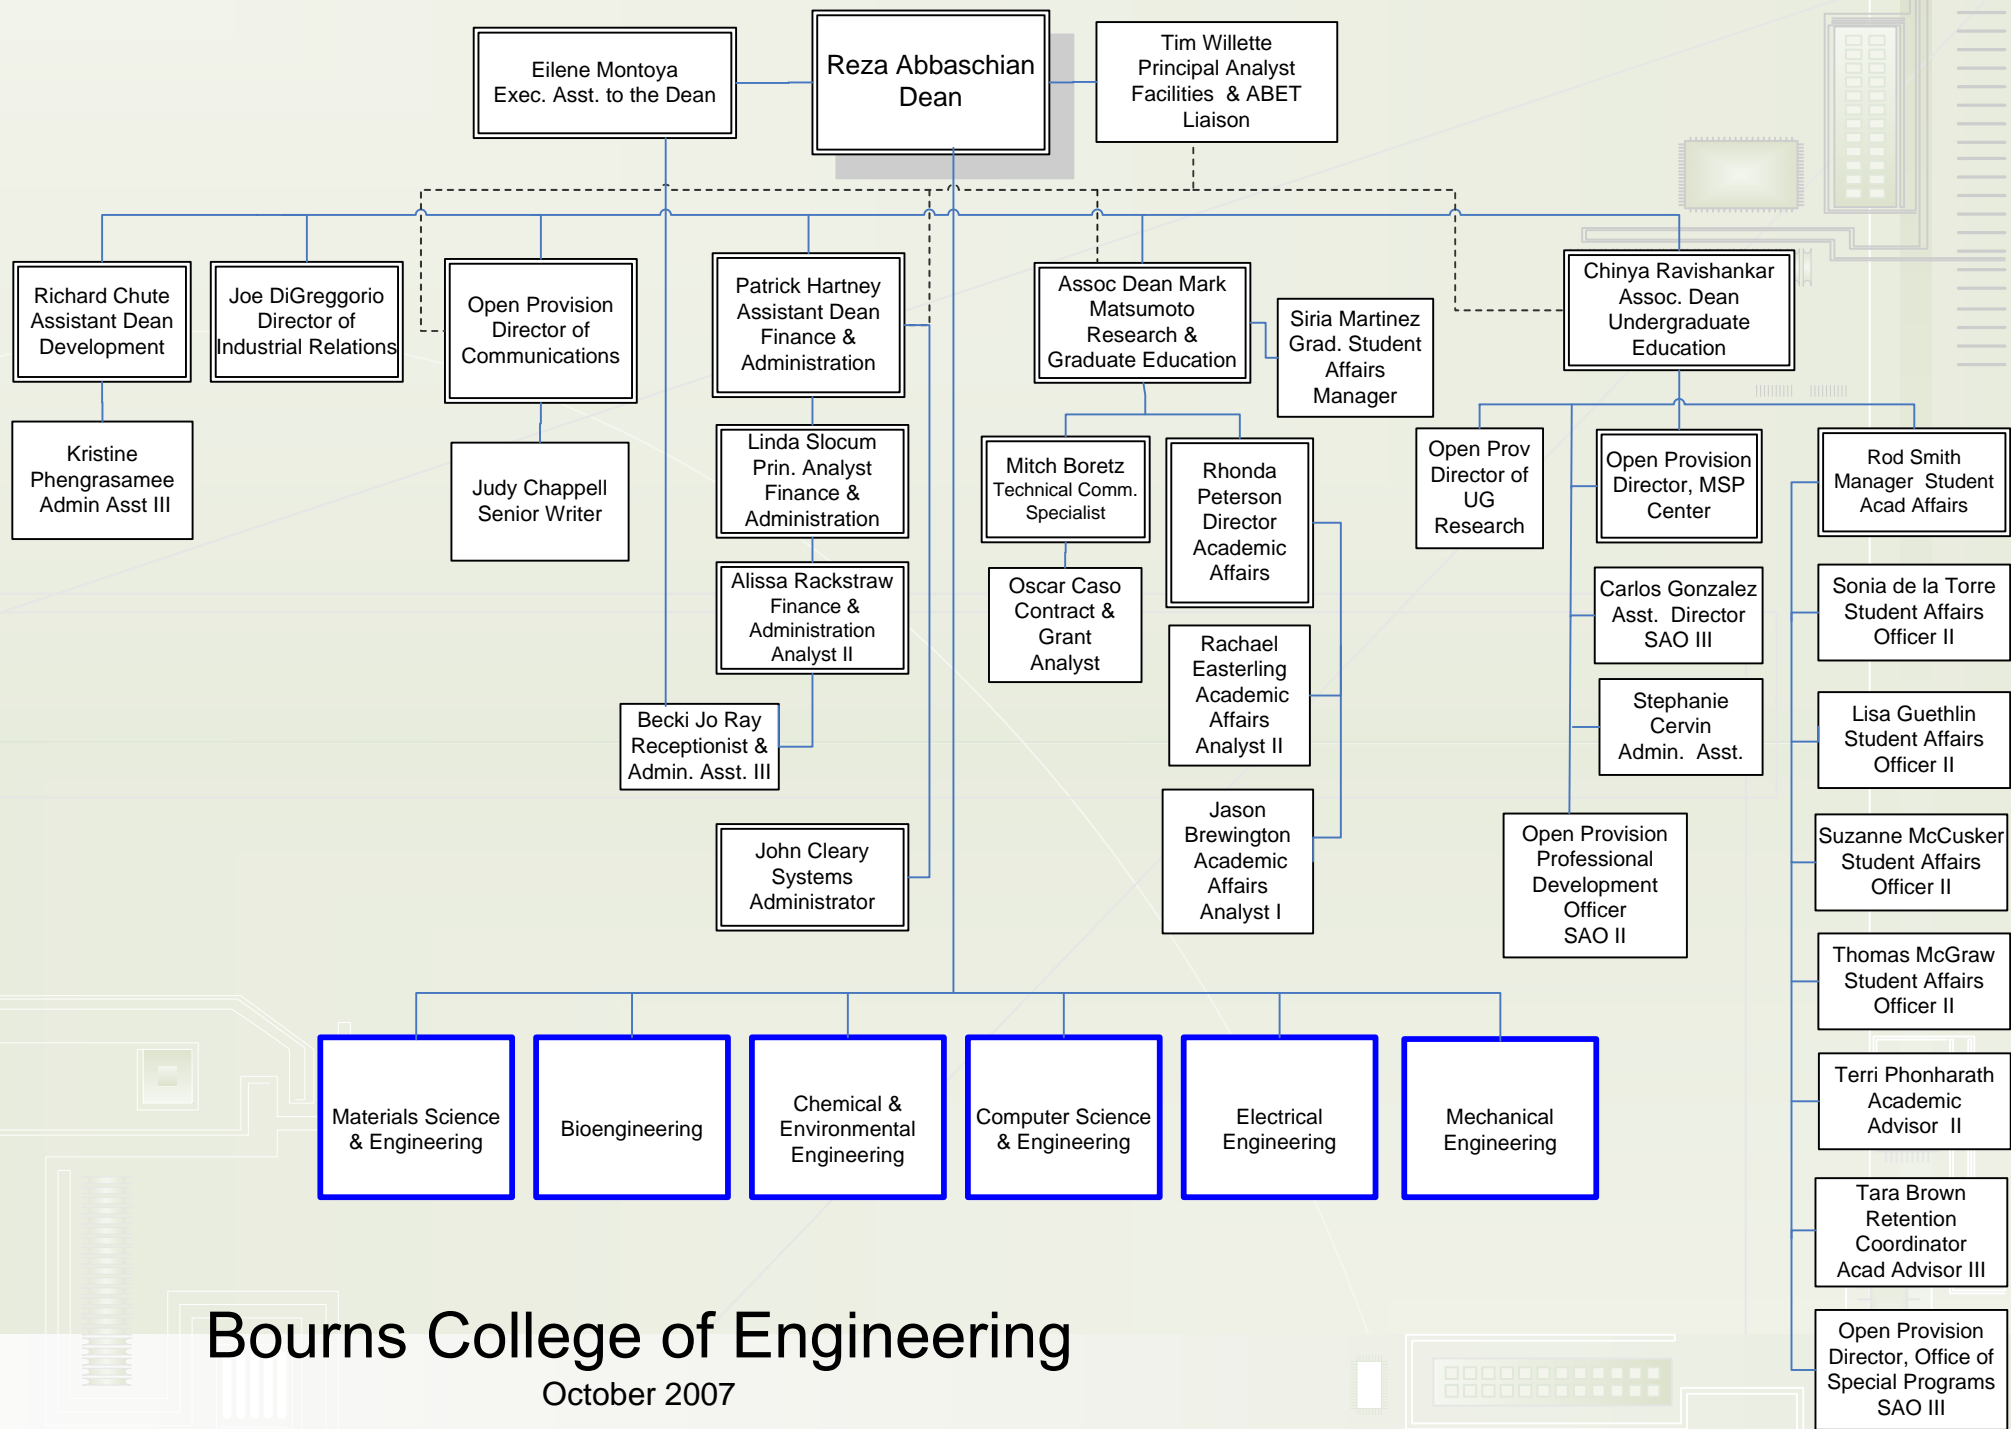 Eilene Montoya
Exec. Asst. to the Dean
Reza Abbaschian
Dean
Tim Willette
Principal Analyst
Facilities & ABET
Liaison
Richard Chute
Assistant Dean
Development
Joe DiGreggorio
Director of
Industrial Relations
Open Provision
Director of
Communications
Patrick Hartney
Assistant Dean
Finance &
Administration
Assoc Dean Mark
Matsumoto
Research &
Graduate Education
Siria Martinez
Grad. Student
Affairs
Manager
Chinya Ravishankar
Assoc. Dean
Undergraduate
Education
Kristine
Phengrasamee
Admin Asst III
Judy Chappell
Senior Writer
Linda Slocum
Prin. Analyst
Finance &
Administration
Mitch Boretz
Technical Comm.
Specialist
Rhonda
Peterson
Director
Academic
Affairs
Open Prov
Director of
UG
Research
Open Provision
Director, MSP
Center
Rod Smith
Manager Student
Acad Affairs
Alissa Rackstraw
Finance &
Administration
Analyst II
Oscar Caso
Contract &
Grant
Analyst
Rachael
Easterling
Academic
Affairs
Analyst II
Carlos Gonzalez
Asst. Director
SAO III
Sonia de la Torre
Student Affairs
Officer II
Becki Jo Ray
Receptionist &
Admin. Asst. III
Stephanie
Cervin
Admin. Asst.
Lisa Guethlin
Student Affairs
Officer II
John Cleary
Systems
Administrator
Jason
Brewington
Academic
Affairs
Analyst I
Open Provision
Professional
Development
Officer
SAO II
Suzanne McCusker
Student Affairs
Officer II
Thomas McGraw
Student Affairs
Officer II
Materials Science
& Engineering
Bioengineering
Chemical &
Environmental
Engineering
Computer Science
& Engineering
Electrical
Engineering
Mechanical
Engineering
Terri Phonharath
Academic
Advisor II
Tara Brown
Retention
Coordinator
Acad Advisor III
Open Provision
Director, Office of
Special Programs
SAO III
Bourns College of Engineering
October 2007